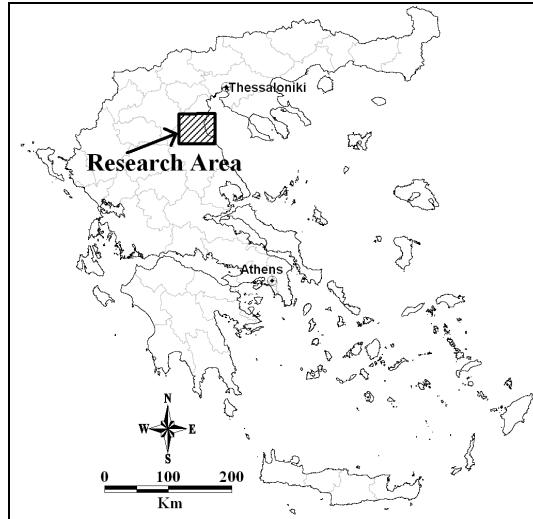 Thessaloniki
Research Area
Athens
N
W E
S
0 100 200
Km